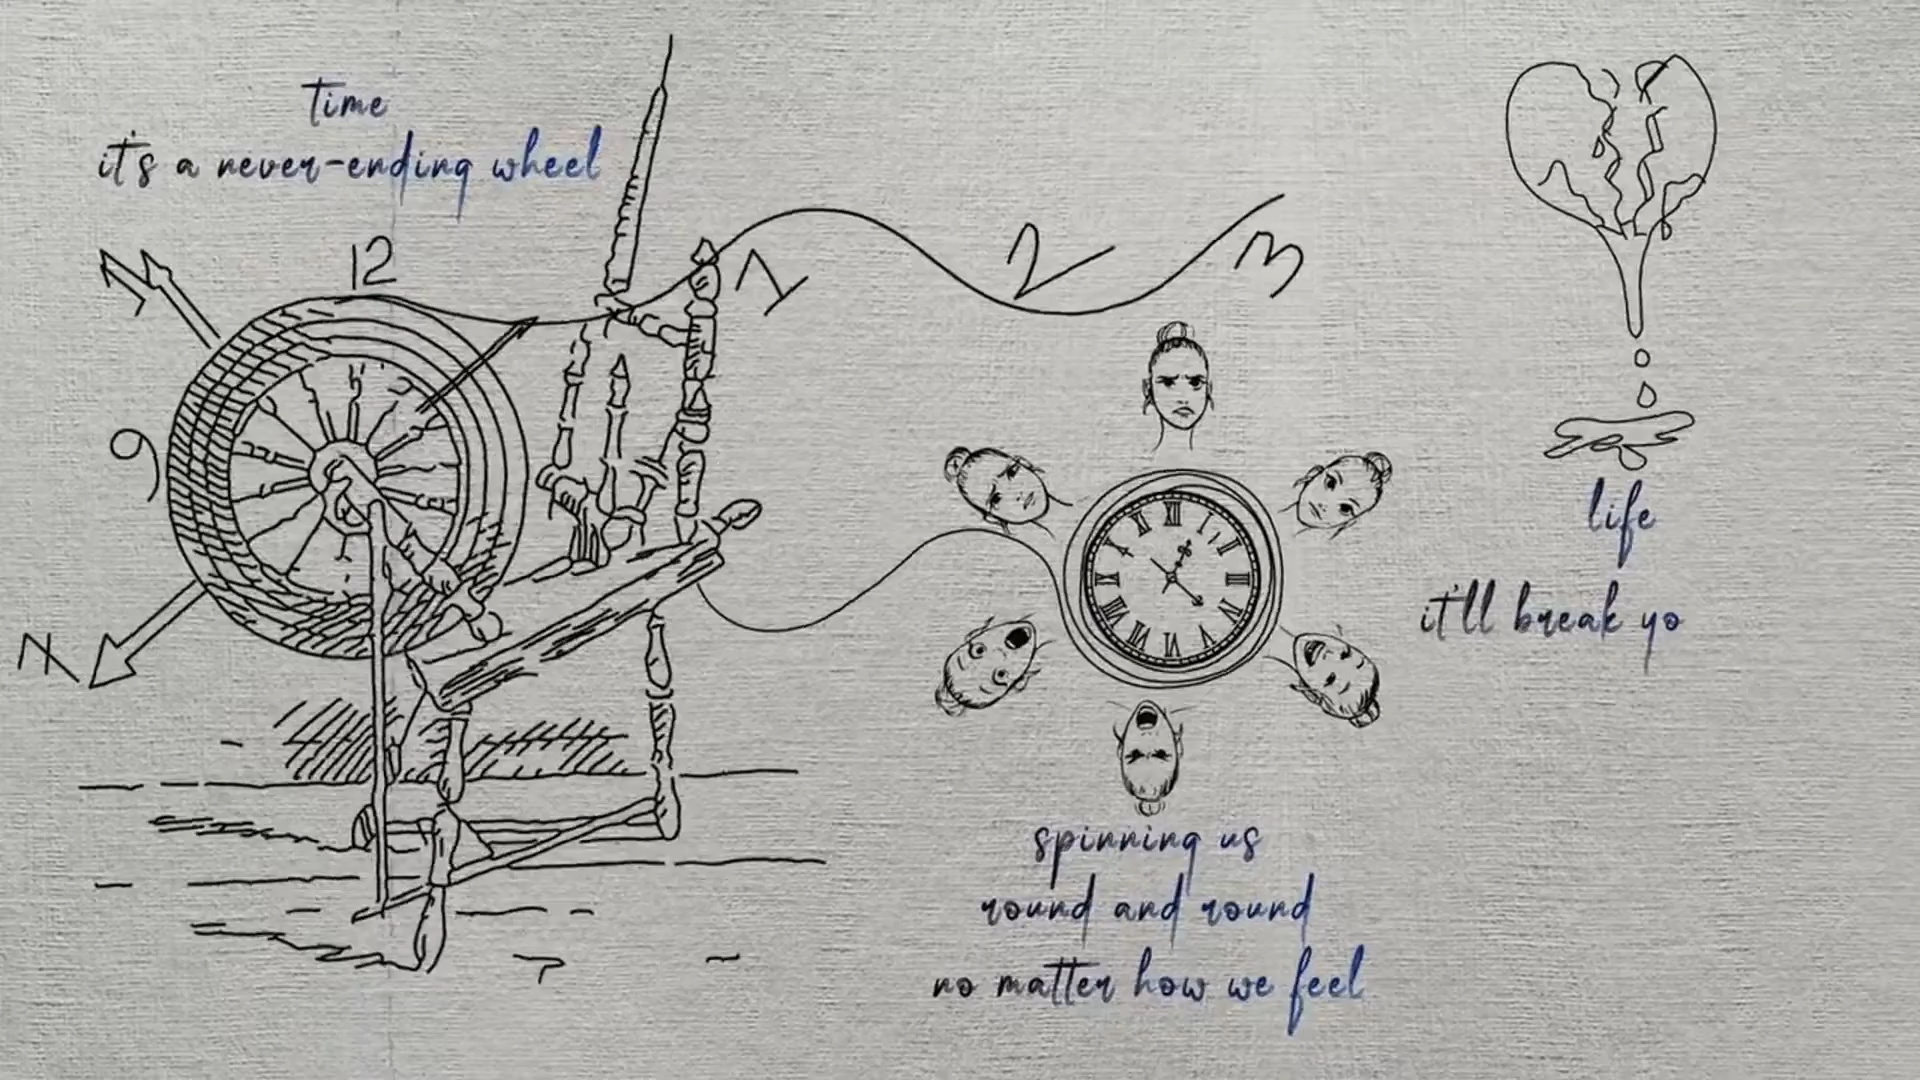 time
it's a never-ending wheel
12
1
2
3
9
spinning us
round and round
no matter how we feel
life
it'll break yo